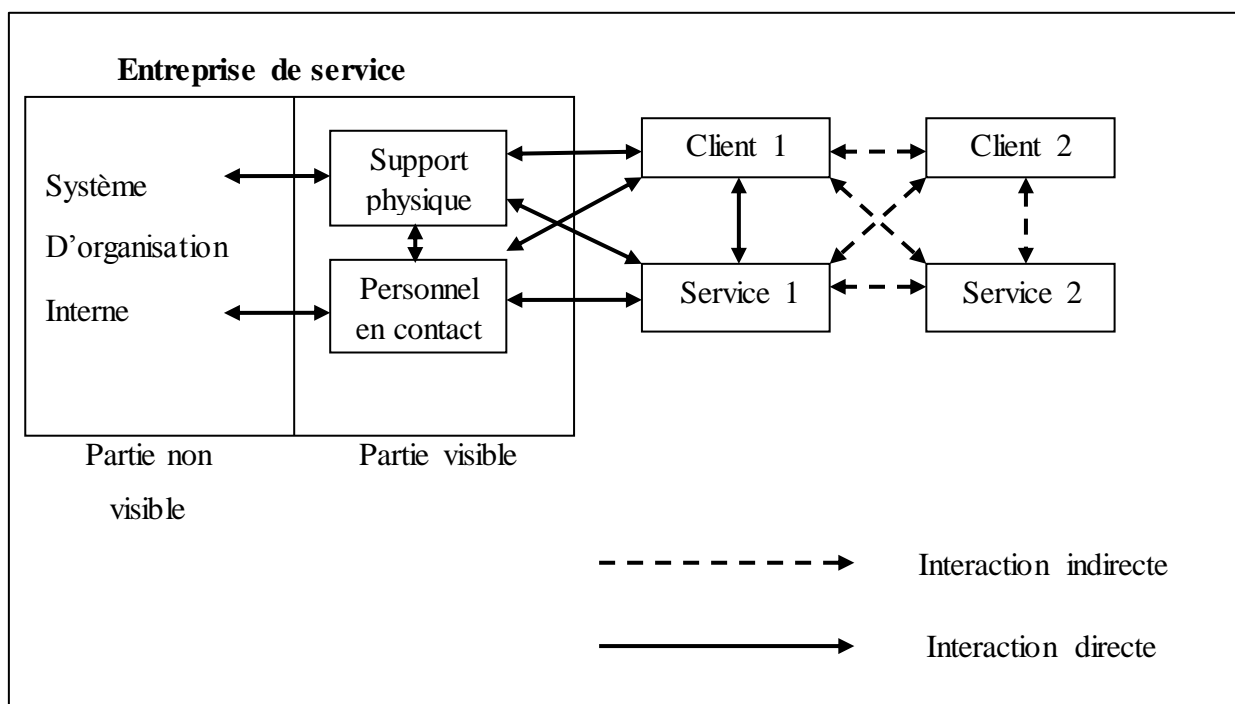 Entreprise de service
Système
D'organisation
Interne
Support
physique
Personnel
en contact
Client 1
Client 2
Service 1
Service 2
Partie non
visible
Partie visible
Interaction indirecte
Interaction directe